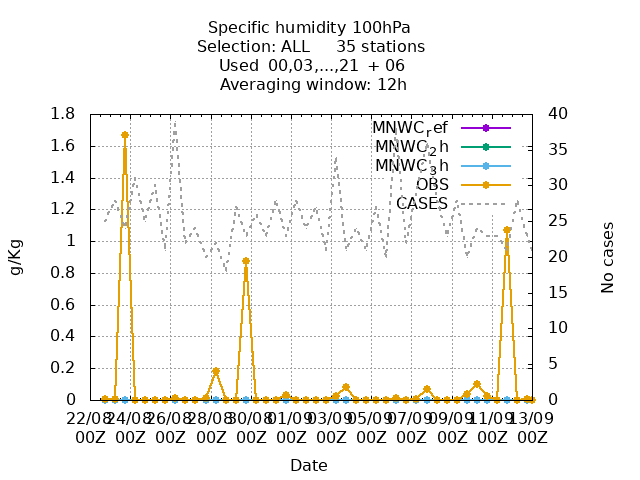 Specific humidity 100hPa
Selection: ALL 35 stations
Used 00,03,...,21 + 06
Averaging window: 12h
1.8
1.6
1.4
1.2
1
0.8
0.6
0.4
0.2
0
g/Kg
40
35
30
25
20
15
10
5
0
No cases
MNWC_ref
MNWC_2h
MNWC_3h
OBS
CASES
22/08 24/08 26/08 28/08 30/08 01/09 03/09 05/09 07/09 09/09 11/09 13/09
00Z 00Z 00Z 00Z 00Z 00Z 00Z 00Z 00Z 00Z 00Z 00Z
Date